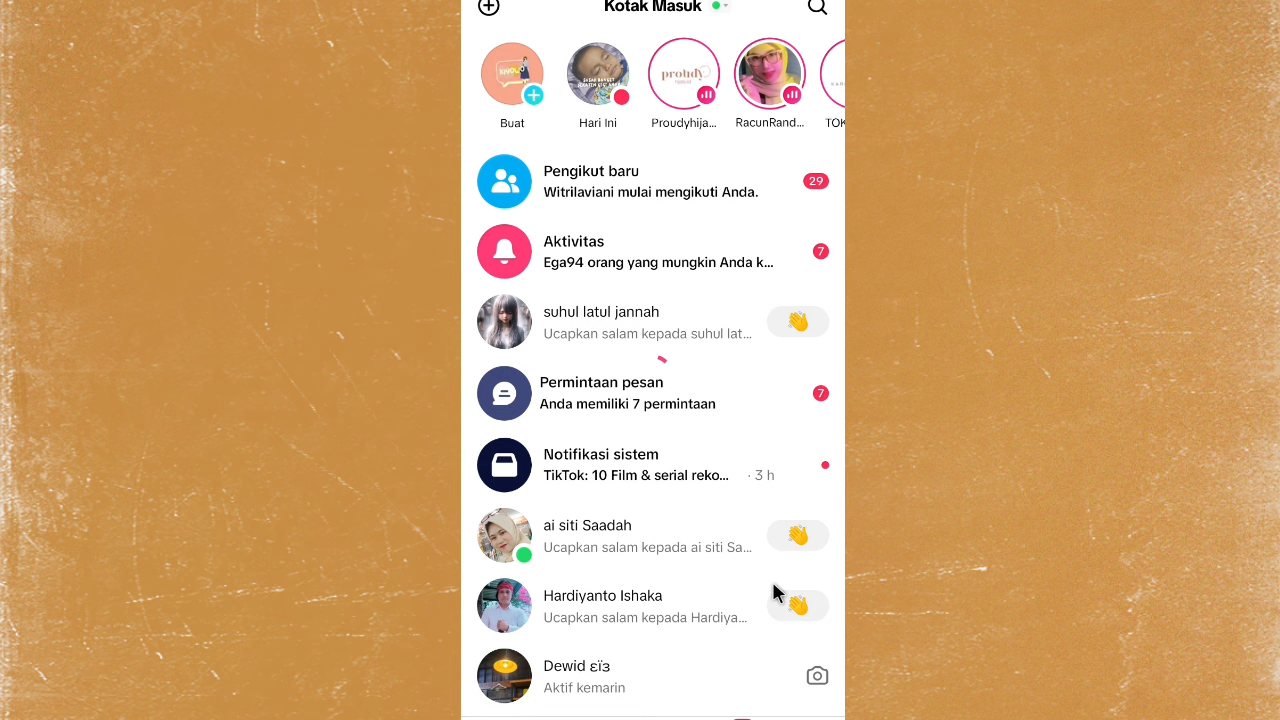 Kotak Masuk
Buat
Hari Ini
Proudyhija...
RacunRand...
TOK
proudy
Pengikut baru
Witrilaviani mulai mengikuti Anda.
29
Aktivitas
Ega94 orang yang mungkin Anda k...
7
suhul latul jannah
Ucapkan salam kepada suhul lat...
Permintaan pesan
Anda memiliki 7 permintaan
7
Notifikasi sistem
TikTok: 10 Film & serial reko... · 3 h
ai siti Saadah
Ucapkan salam kepada ai siti Sa...
Hardiyanto Ishaka
Ucapkan salam kepada Hardiya...
Dewid εïз
Aktif kemarin